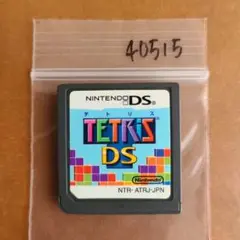 40515
NINTENDO DS
テトリス
TETRIS
DS
Nintendo
NTR-ATRJ-JPN